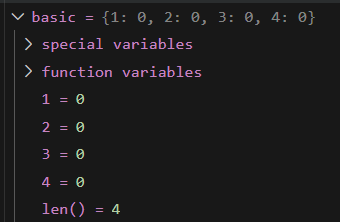 basic = {1: 0, 2: 0, 3: 0, 4: 0}
special variables
function variables
1 = 0
2 = 0
3 = 0
4 = 0
len() = 4